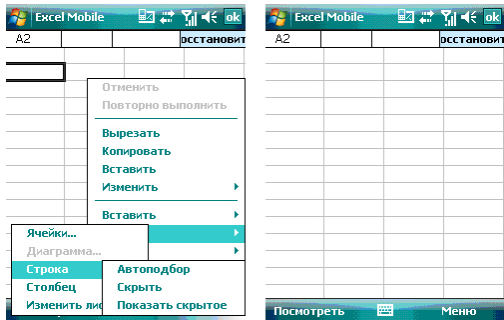 Excel Mobile ok
A2 осстановит
Отменить
Повторно выполнить
Вырезать
Копировать
Вставить
Изменить
Вставить
Ячейки...
Диаграмма...
Строка
Столбец
Изменить лис
Автоподбор
Скрыть
Показать скрытое
Excel Mobile ok
A2 осстановит
Посмотреть Меню